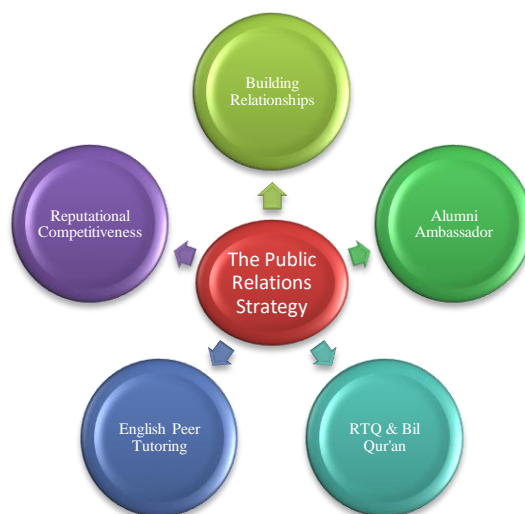 Building
Relationships
Reputational
Competitiveness
Alumni
Ambassador
The Public
Relations
Strategy
English Peer
Tutoring
RTQ & Bil
Qur'an